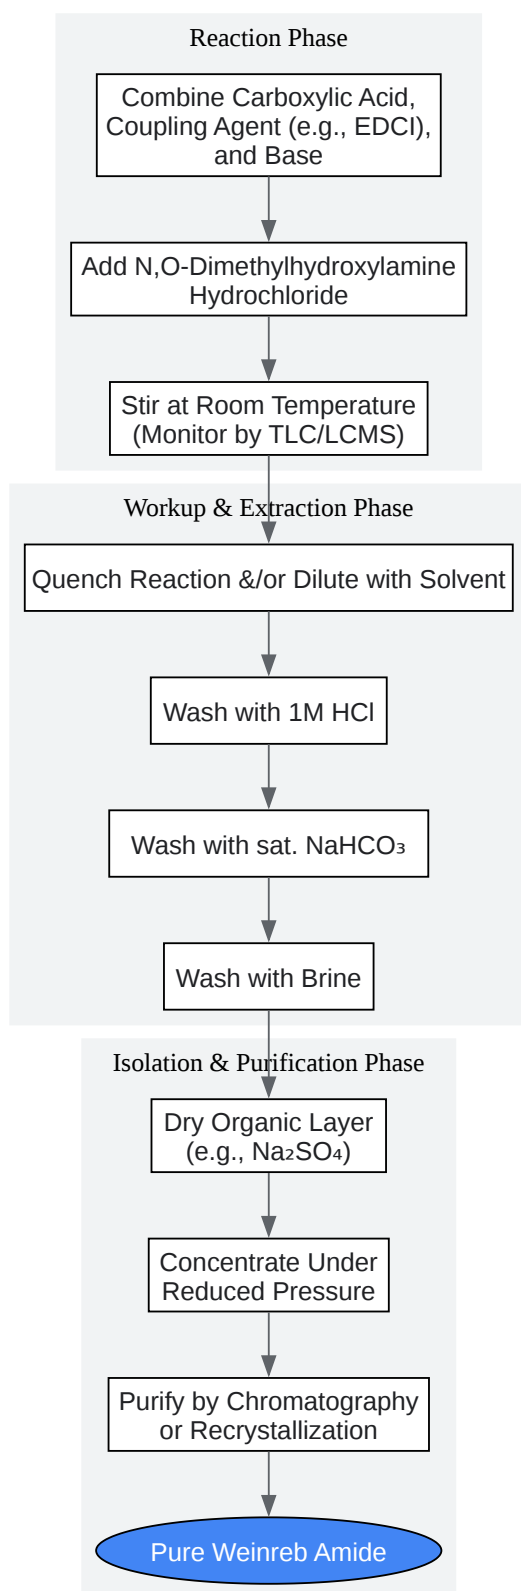 Reaction Phase
Combine Carboxylic Acid,
Coupling Agent (e.g., EDCI),
and Base
Add N,O-Dimethylhydroxylamine
Hydrochloride
Stir at Room Temperature
(Monitor by TLC/LCMS)
Workup & Extraction Phase
Quench Reaction &/or Dilute with Solvent
Wash with 1M HCl
Wash with sat. NaHCO₃
Wash with Brine
Isolation & Purification Phase
Dry Organic Layer
(e.g., Na₂SO₄)
Concentrate Under
Reduced Pressure
Purify by Chromatography
or Recrystallization
Pure Weinreb Amide